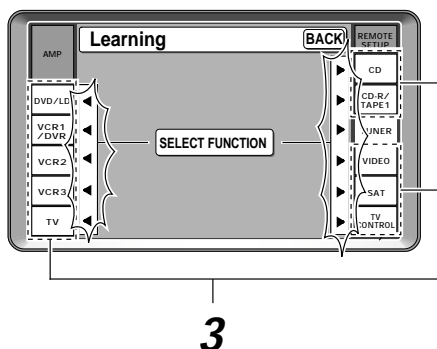 Learning
BACK
REMOTE
SETUP
AMP
CD
DVD/LD
CD-R/
TAPE1
VCR1
/DVR
TUNER
SELECT FUNCTION
VCR2
VIDEO
VCR3
SAT
TV
TV
CONTROL
3